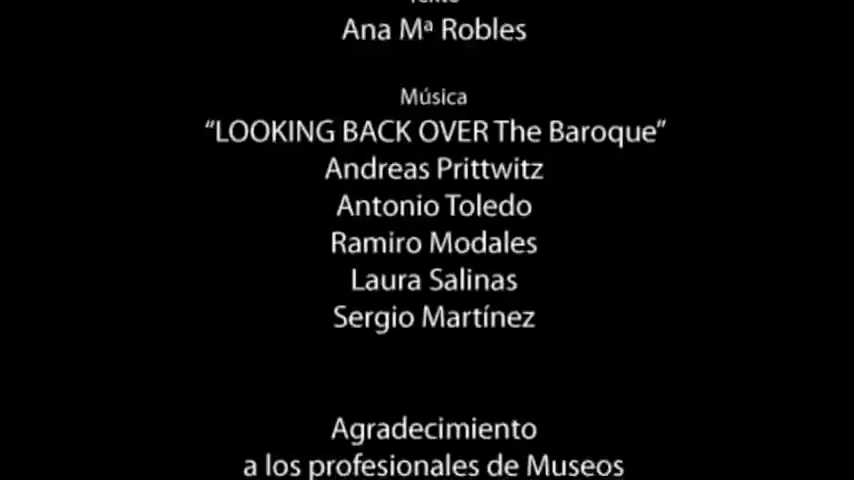 Ana Mª Robles
Música
“LOOKING BACK OVER The Baroque”
Andreas Prittwitz
Antonio Toledo
Ramiro Modales
Laura Salinas
Sergio Martínez
Agradecimiento
a los profesionales de Museos